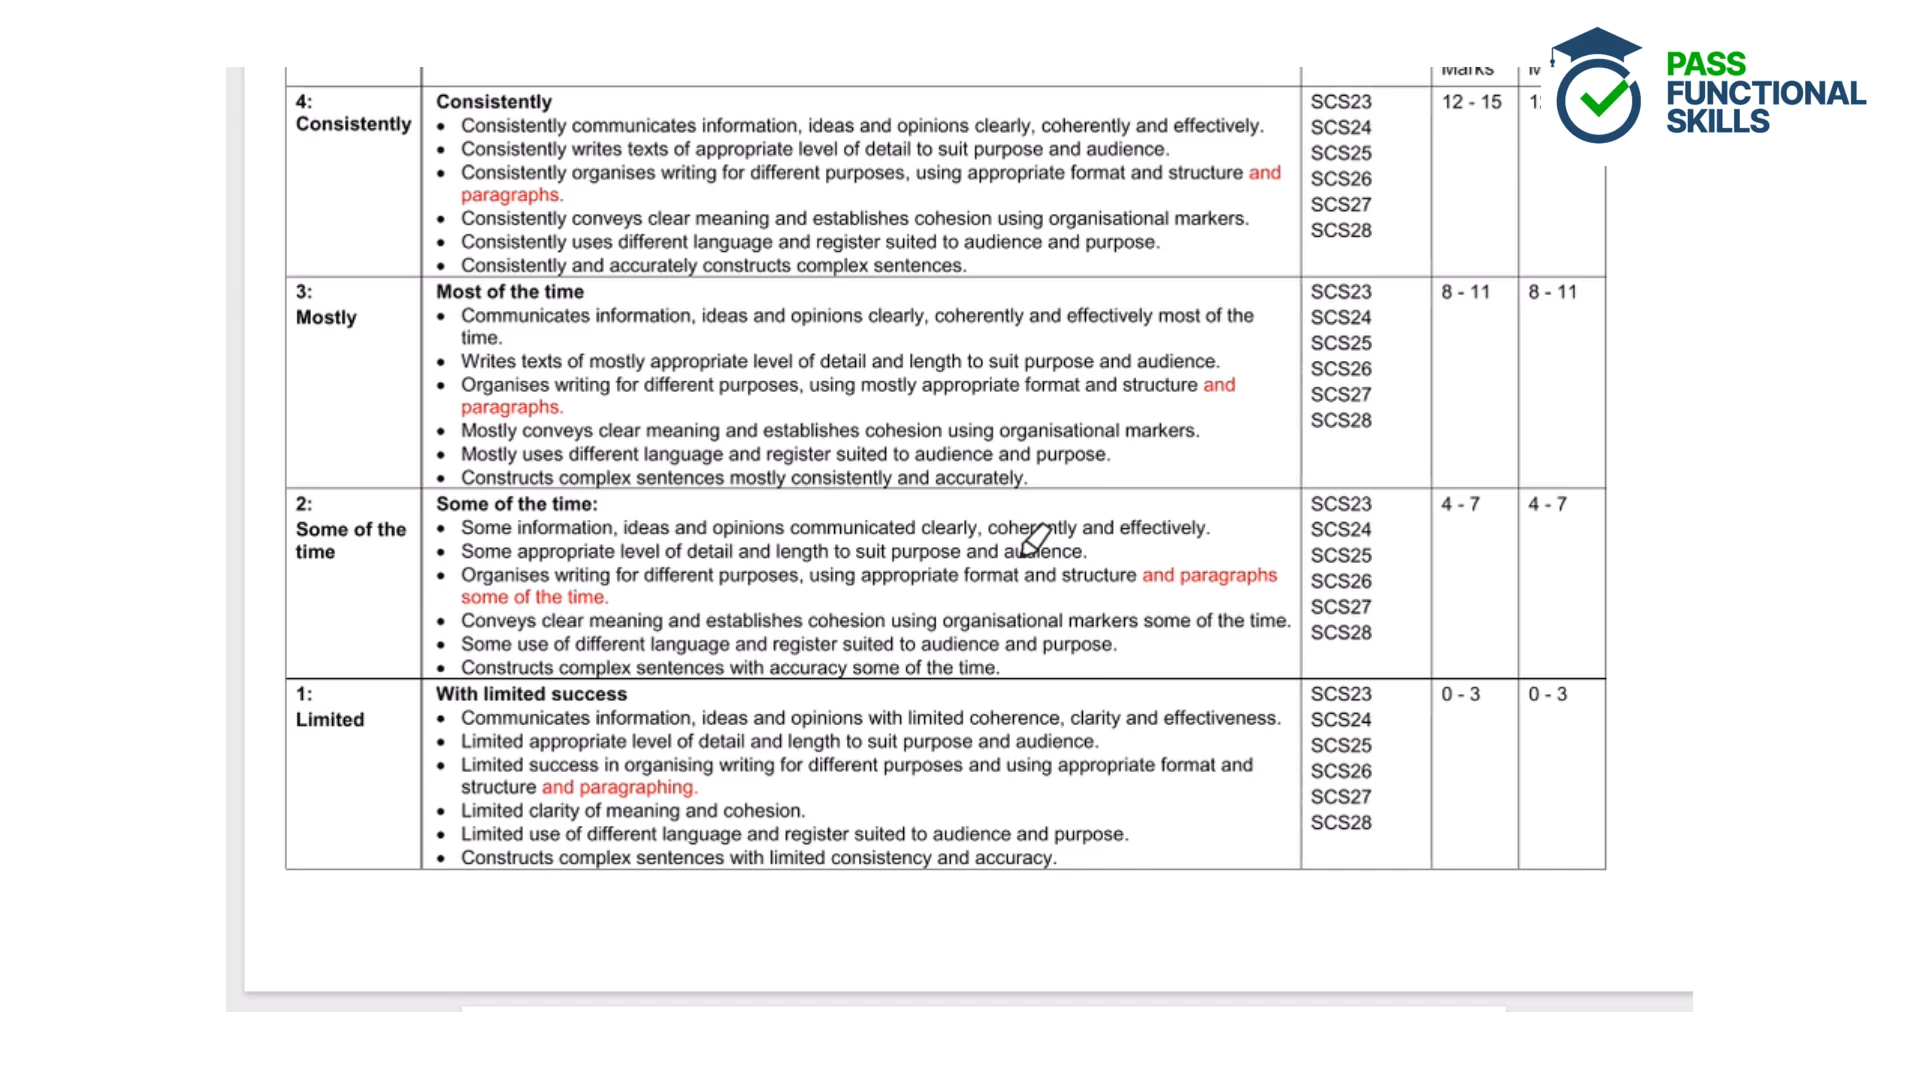 PASS
FUNCTIONAL
SKILLS
Marks
4:
Consistently
Consistently
• Consistently communicates information, ideas and opinions clearly, coherently and effectively.
• Consistently writes texts of appropriate level of detail to suit purpose and audience.
• Consistently organises writing for different purposes, using appropriate format and structure and
paragraphs.
• Consistently conveys clear meaning and establishes cohesion using organisational markers.
• Consistently uses different language and register suited to audience and purpose.
• Consistently and accurately constructs complex sentences.
SCS23
SCS24
SCS25
SCS26
SCS27
SCS28
12 - 15
3:
Mostly
Most of the time
• Communicates information, ideas and opinions clearly, coherently and effectively most of the
time.
• Writes texts of mostly appropriate level of detail and length to suit purpose and audience.
• Organises writing for different purposes, using mostly appropriate format and structure and
paragraphs.
• Mostly conveys clear meaning and establishes cohesion using organisational markers.
• Mostly uses different language and register suited to audience and purpose.
• Constructs complex sentences mostly consistently and accurately.
SCS23
SCS24
SCS25
SCS26
SCS27
SCS28
8 - 11
8 - 11
2:
Some of the
time
Some of the time:
• Some information, ideas and opinions communicated clearly, coherently and effectively.
• Some appropriate level of detail and length to suit purpose and audience.
• Organises writing for different purposes, using appropriate format and structure and paragraphs
some of the time.
• Conveys clear meaning and establishes cohesion using organisational markers some of the time.
• Some use of different language and register suited to audience and purpose.
• Constructs complex sentences with accuracy some of the time.
SCS23
SCS24
SCS25
SCS26
SCS27
SCS28
4 - 7
4 - 7
1:
Limited
With limited success
• Communicates information, ideas and opinions with limited coherence, clarity and effectiveness.
• Limited appropriate level of detail and length to suit purpose and audience.
• Limited success in organising writing for different purposes and using appropriate format and
structure and paragraphing.
• Limited clarity of meaning and cohesion.
• Limited use of different language and register suited to audience and purpose.
• Constructs complex sentences with limited consistency and accuracy.
SCS23
SCS24
SCS25
SCS26
SCS27
SCS28
0 - 3
0 - 3